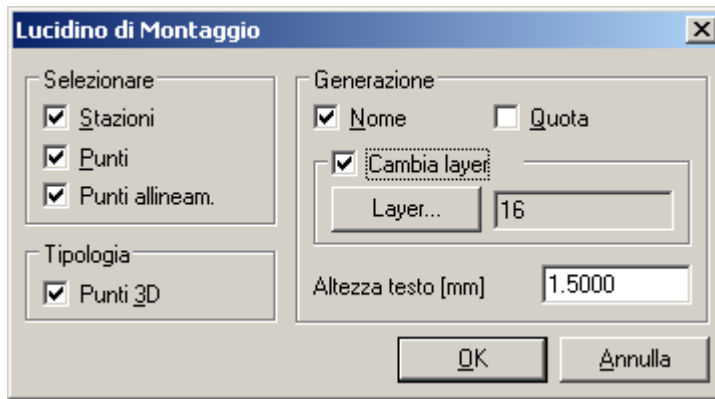 Lucidino di Montaggio
Selezionare
Stazioni
Punti
Punti allineam.
Tipologia
Punti 3D
Generazione
Nome
Quota
Cambia layer
Layer...
16
Altezza testo [mm]
1.5000
OK
Annulla